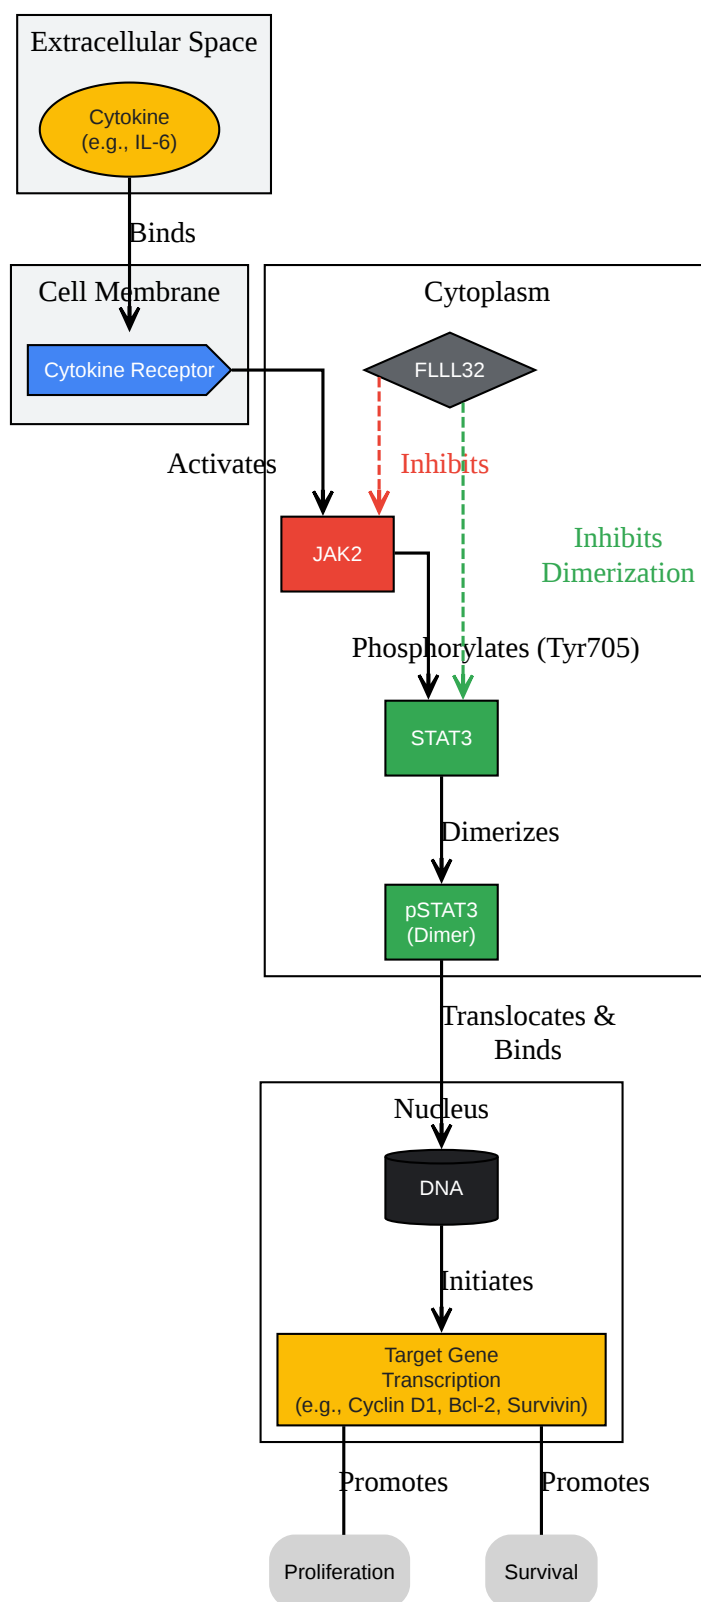 Extracellular Space
Cytokine
(e.g., IL-6)
Binds
Cell Membrane
Cytoplasm
Cytokine Receptor
FLLL32
Activates
Inhibits
JAK2
Inhibits
Dimerization
Phosphorylates (Tyr705)
STAT3
Dimerizes
pSTAT3
(Dimer)
Translocates &
Binds
Nucleus
DNA
Initiates
Target Gene
Transcription
(e.g., Cyclin D1, Bcl-2, Survivin)
Promotes
Promotes
Proliferation
Survival